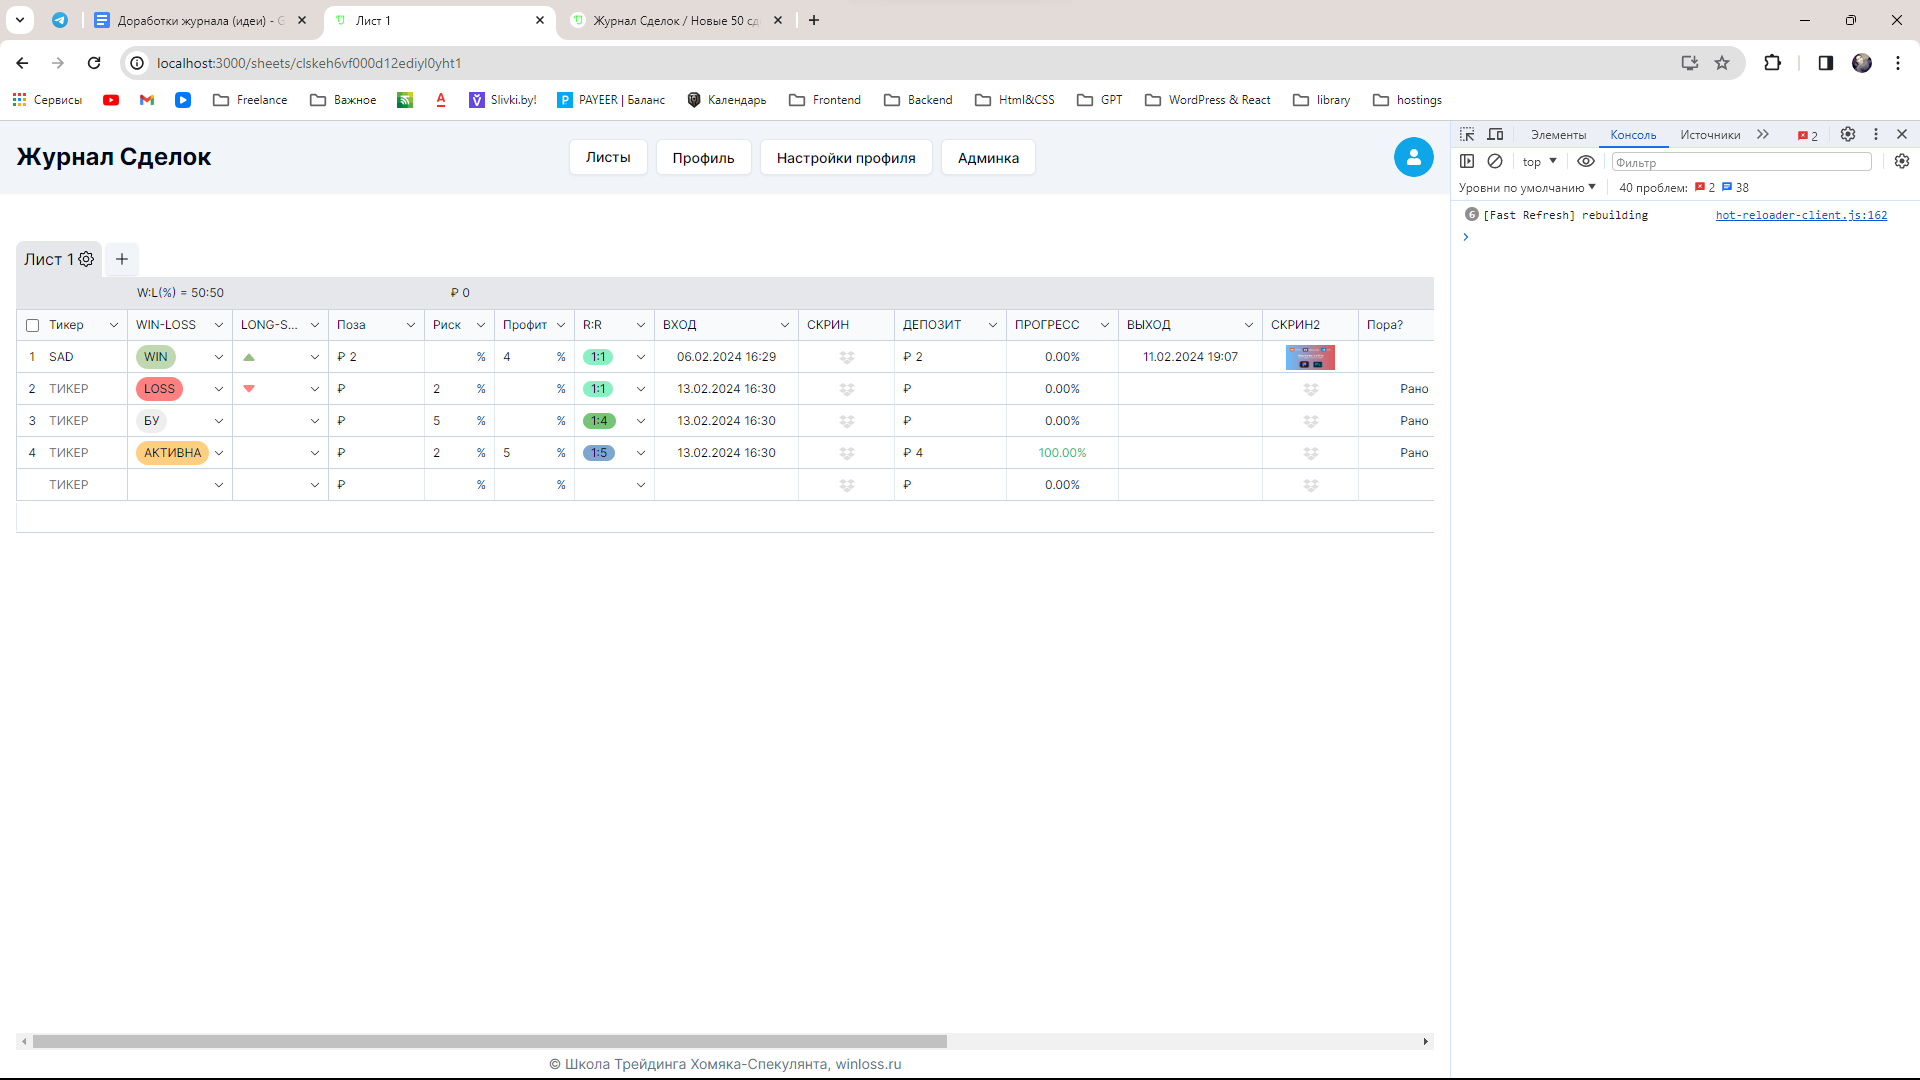 Доработки журнала (идеи) - G
Лист 1
Журнал Сделок / Новые 50 сд
localhost:3000/sheets/clskeh6vf000d12ediyl0yht1
Сервисы Freelance Важное Slivki.by! PAYEER | Баланс Календарь Frontend Backend Html&CSS GPT WordPress & React library hostings
Журнал Сделок
Листы Профиль Настройки профиля Админка
Лист 1 +
W:L(%) = 50:50 ₽ 0
Тикер WIN-LOSS LONG-S... Поза Риск Профит R:R ВХОД СКРИН ДЕПОЗИТ ПРОГРЕСС ВЫХОД СКРИН2 Пора?
1 SAD WIN ₽ 2 % 4 % 1:1 06.02.2024 16:29 ₽ 2 0.00% 11.02.2024 19:07
2 ТИКЕР LOSS ₽ 2 % % 1:1 13.02.2024 16:30 ₽ 0.00% Рано
3 ТИКЕР БУ ₽ 5 % % 1:4 13.02.2024 16:30 ₽ 0.00% Рано
4 ТИКЕР АКТИВНА ₽ 2 % 5 % 1:5 13.02.2024 16:30 ₽ 4 100.00% Рано
ТИКЕР ₽ % % ₽ 0.00%
© Школа Трейдинга Хомяка-Спекулянта, winloss.ru
Элементы Консоль Источники 2
top Фильтр
Уровни по умолчанию 40 проблем: 2 38
6 [Fast Refresh] rebuilding hot-reloader-client.js:162